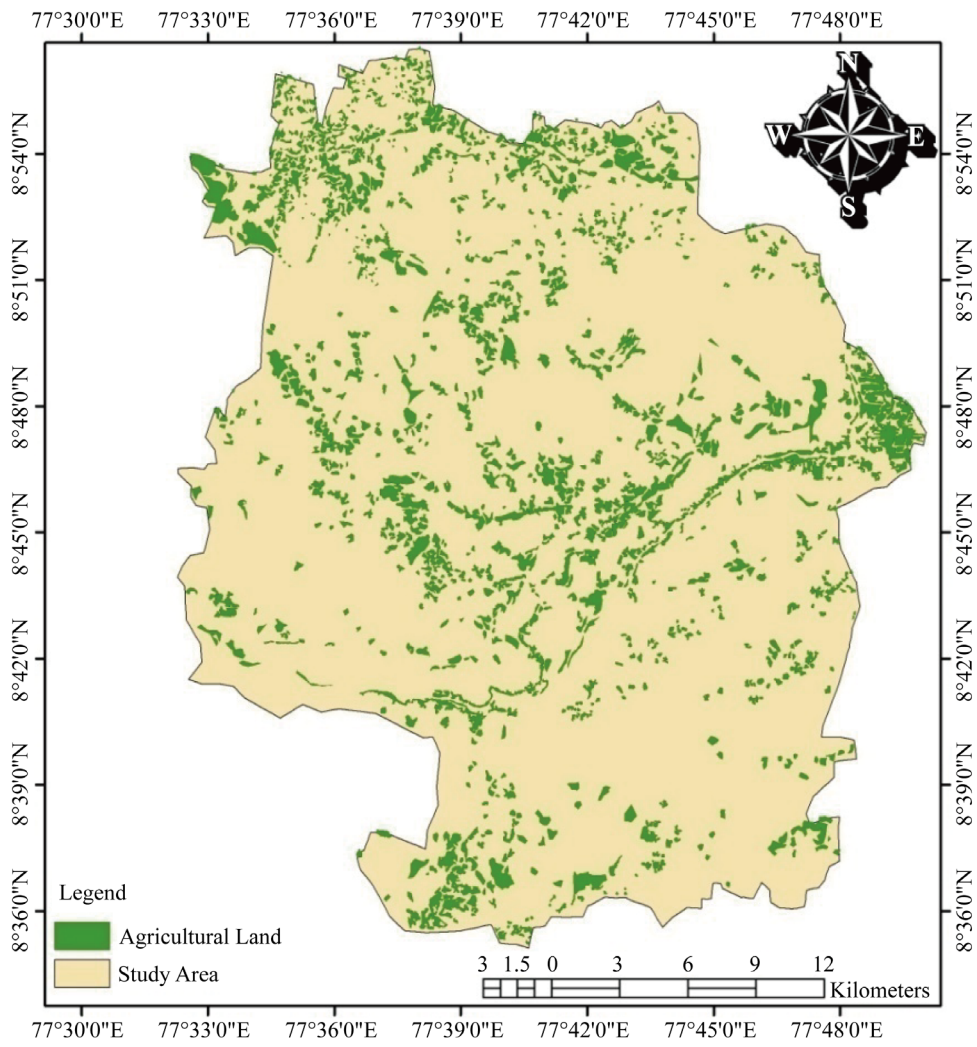 77°30'0"E 77°33'0"E 77°36'0"E 77°39'0"E 77°42'0"E 77°45'0"E 77°48'0"E
N
W E
S
8°54'0"N 8°54'0"N
8°51'0"N 8°51'0"N
8°48'0"N 8°48'0"N
8°45'0"N 8°45'0"N
8°42'0"N 8°42'0"N
8°39'0"N 8°39'0"N
8°36'0"N 8°36'0"N
Legend
Agricultural Land
Study Area
3 1.5 0 3 6 9 12
Kilometers
77°30'0"E 77°33'0"E 77°36'0"E 77°39'0"E 77°42'0"E 77°45'0"E 77°48'0"E